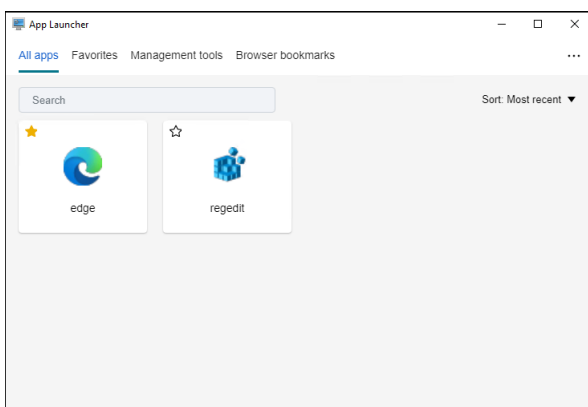 App Launcher
All apps Favorites Management tools Browser bookmarks
Search Sort: Most recent
edge regedit